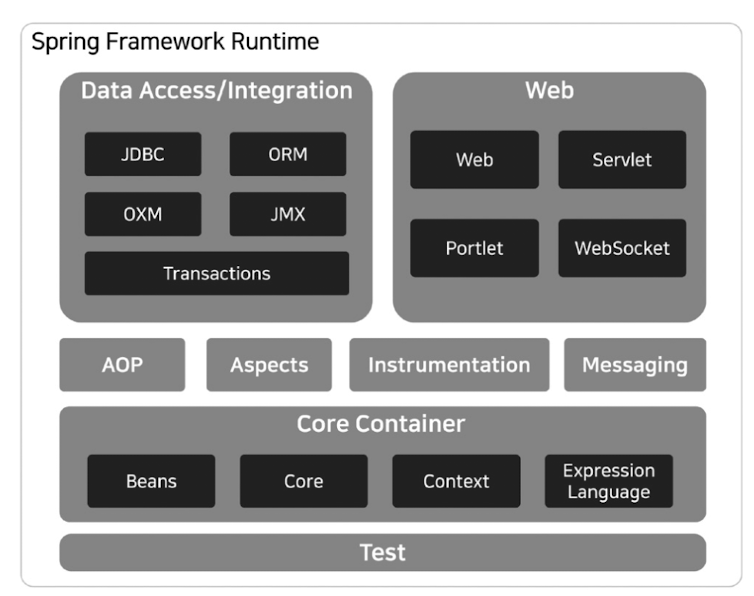 Spring Framework Runtime
Data Access/Integration
JDBC
ORM
OXM
JMX
Transactions
Web
Web
Servlet
Portlet
WebSocket
AOP
Aspects
Instrumentation
Messaging
Core Container
Beans
Core
Context
Expression
Language
Test